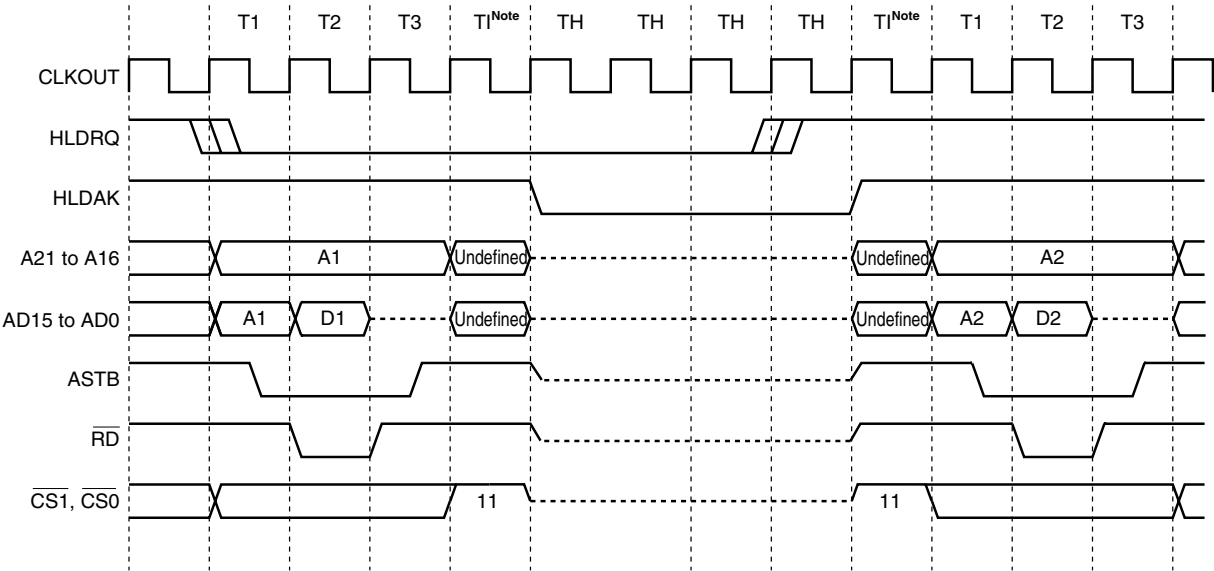 T1 T2 T3 TINote TH TH TH TH TINote T1 T2 T3
CLKOUT
HLDRQ
HLDAK
A21 to A16 A1 Undefined Undefined A2
AD15 to AD0 A1 D1 Undefined Undefined A2 D2
ASTB
RD
CS1, CS0 11 11